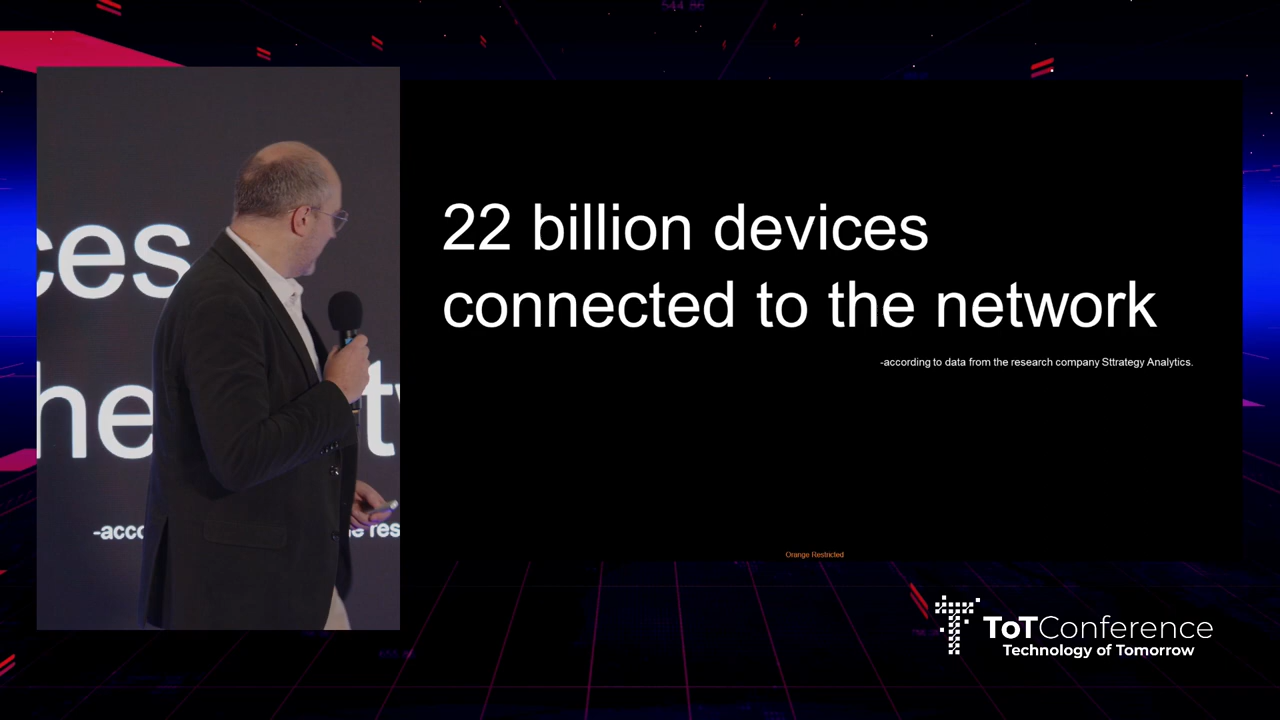 ces
he tw
-acco e res
22 billion devices
connected to the network
-according to data from the research company Sttrategy Analytics.
Orange Restricted
ToTConference
Technology of Tomorrow